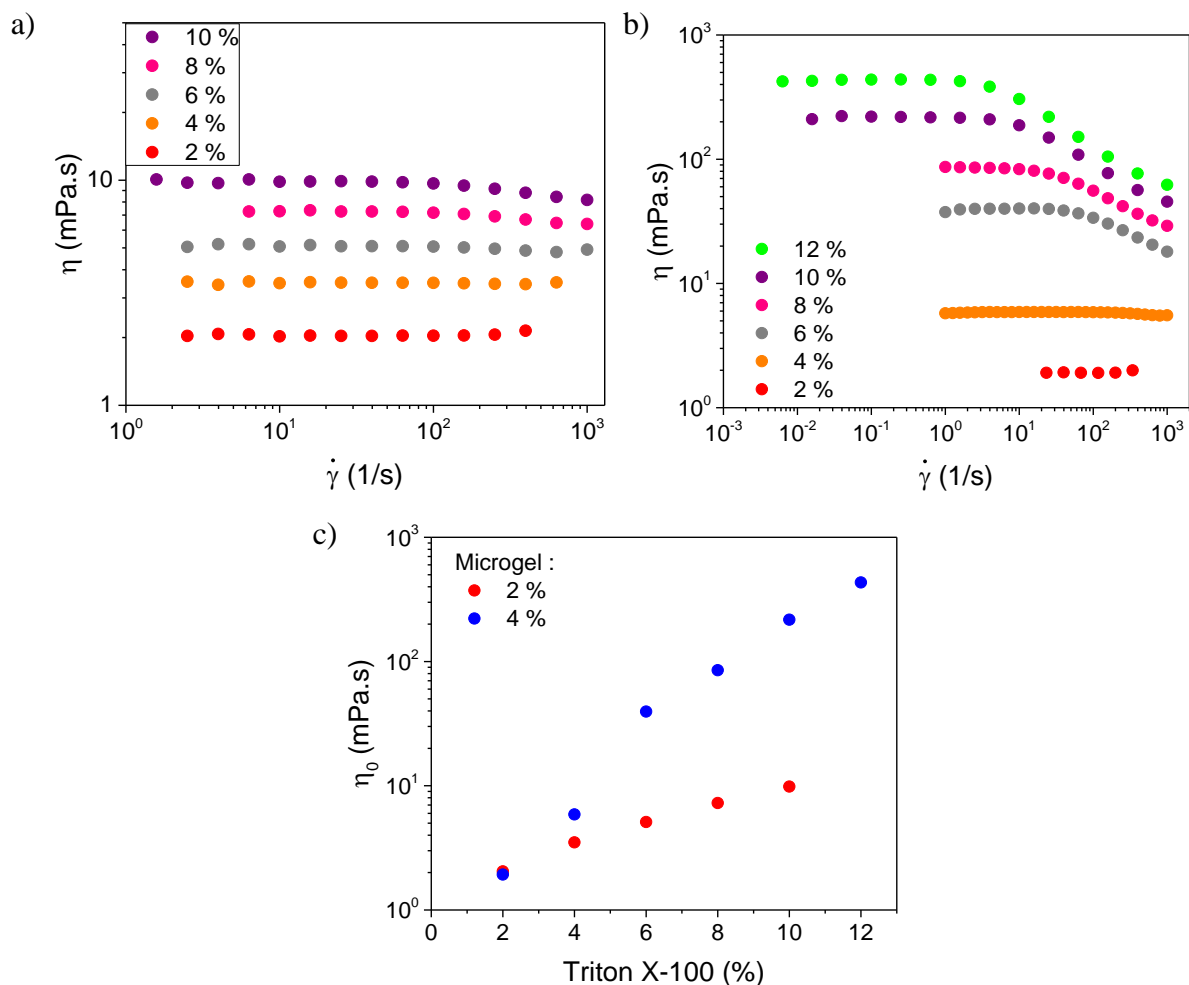 a)
10 %
8 %
6 %
4 %
2 %
10
1
η (mPa.s)
10⁰ 10¹ 10² 10³
γ̇ (1/s)
b)
10³
10²
10¹
10⁰
η (mPa.s)
12 %
10 %
8 %
6 %
4 %
2 %
10⁻³ 10⁻² 10⁻¹ 10⁰ 10¹ 10² 10³
γ̇ (1/s)
c)
10³
10²
10¹
10⁰
η₀ (mPa.s)
Microgel :
2 %
4 %
0 2 4 6 8 10 12
Triton X-100 (%)